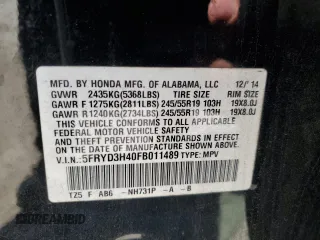 MFD. BY HONDA MFG. OF ALABAMA, LLC 12/'14
GVWR 2435KG(5368LBS) TIRE SIZE RIM SIZE
GAWR F 1275KG(2811LBS) 245/55R19 103H 19X8.0J
GAWR R1240KG(2734LBS) 245/55R19 103H 19X8.0J
THIS VEHICLE CONFORMS TO ALL APPLICABLE
FEDERAL MOTOR VEHICLE SAFETY AND THEFT
PREVENTION STANDARDS IN EFFECT ON THE
DATE OF MANUFACTURE SHOWN ABOVE.
V.I.N.:5FRYD3H40FB011489 TYPE: MPV
TZ5 F AB6 -NH731P -A -B